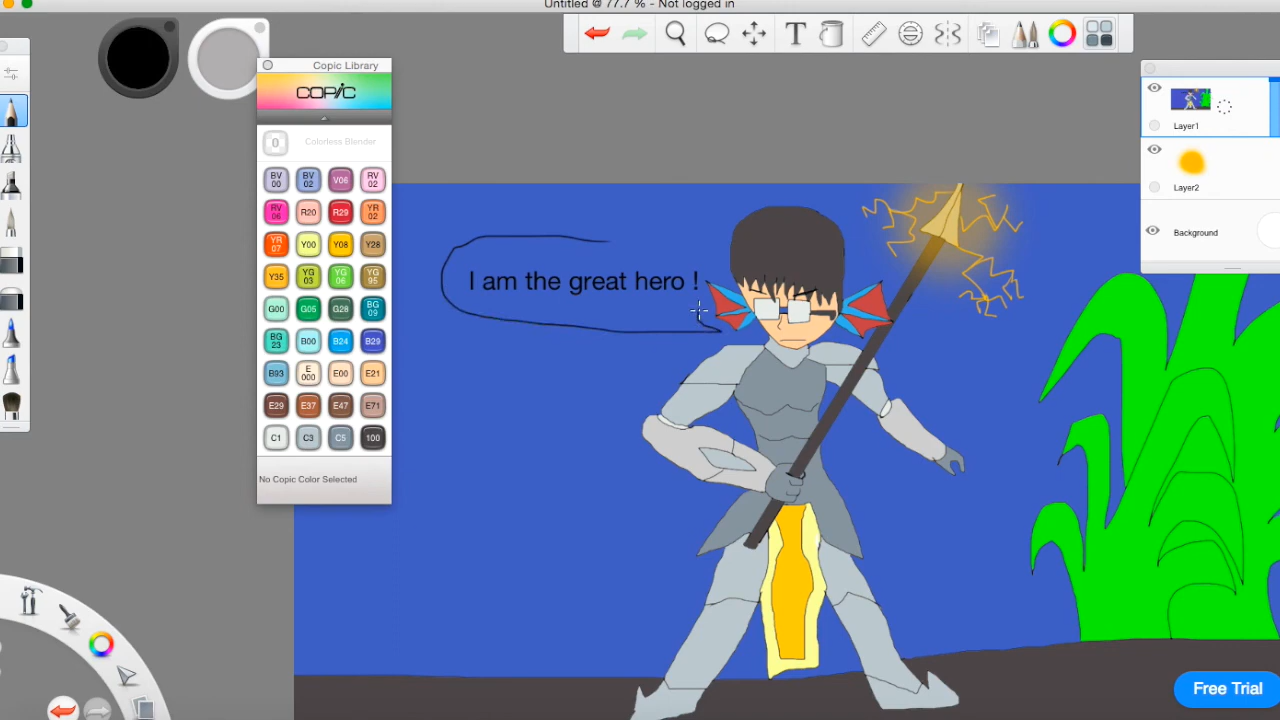 Untitled @ 77.7 % - Not logged in
Copic Library
COPIC
0 Colorless Blender
BV 00 BV 02 V06 RV 02
RV 06 R20 R29 YR 02
YR 07 Y00 Y08 Y28
Y35 YG 03 YG 06 YG 95
G00 G05 G28 BG 09
BG 23 B00 B24 B29
B93 E 000 E00 E21
E29 E37 E47 E71
C1 C3 C5 100
No Copic Color Selected
T
I am the great hero !
Layer1
Layer2
Background
Free Trial